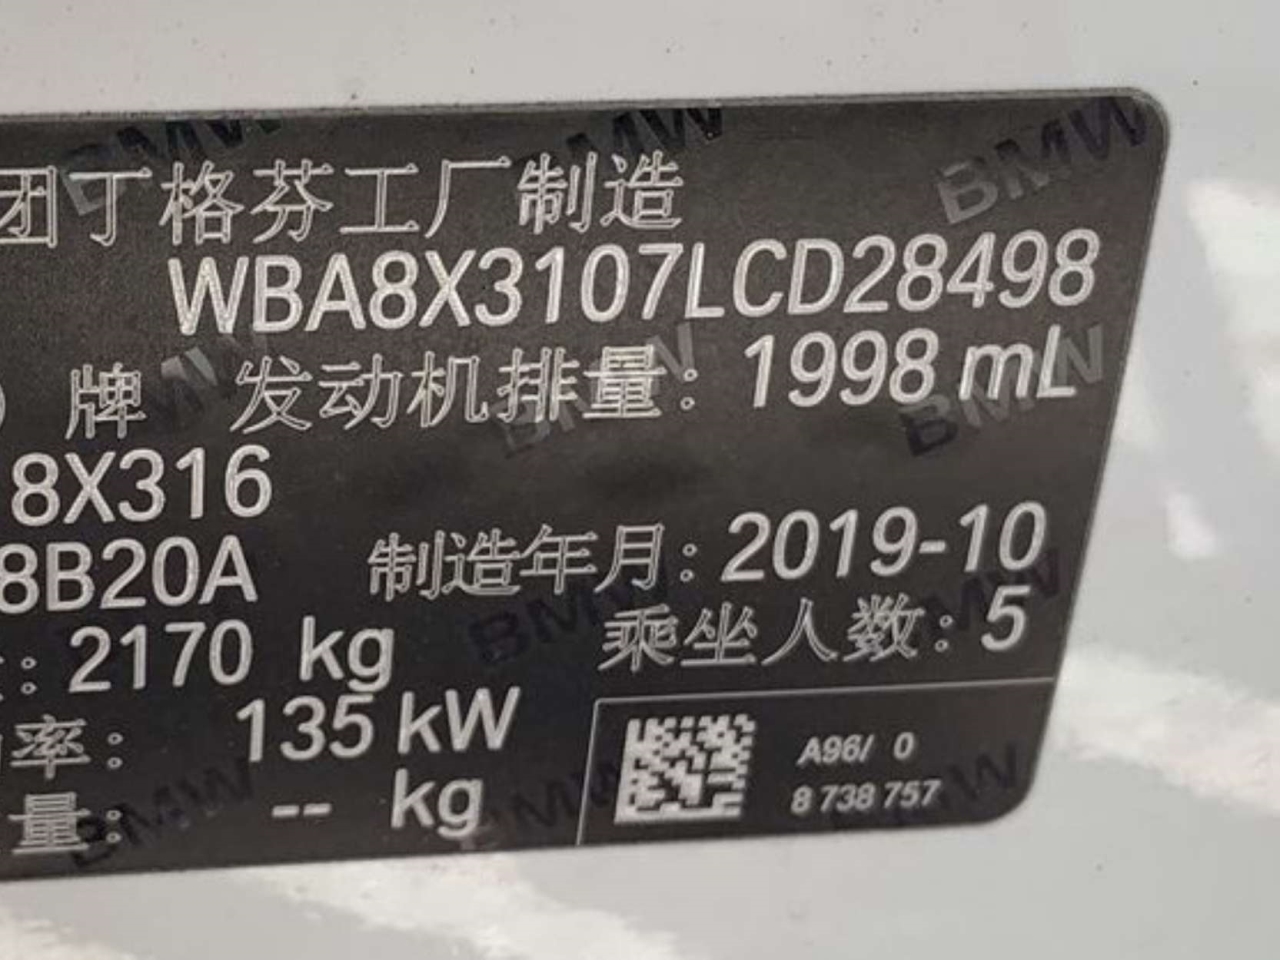 团丁格芬工厂制造
WBA8X3107LCD28498
牌 发动机排量: 1998 mL
8X316
8B20A 制造年月: 2019-10
: 2170 kg 乘坐人数: 5
率: 135 kW
量: -- kg
A96/ 0
8 738 757
BMW